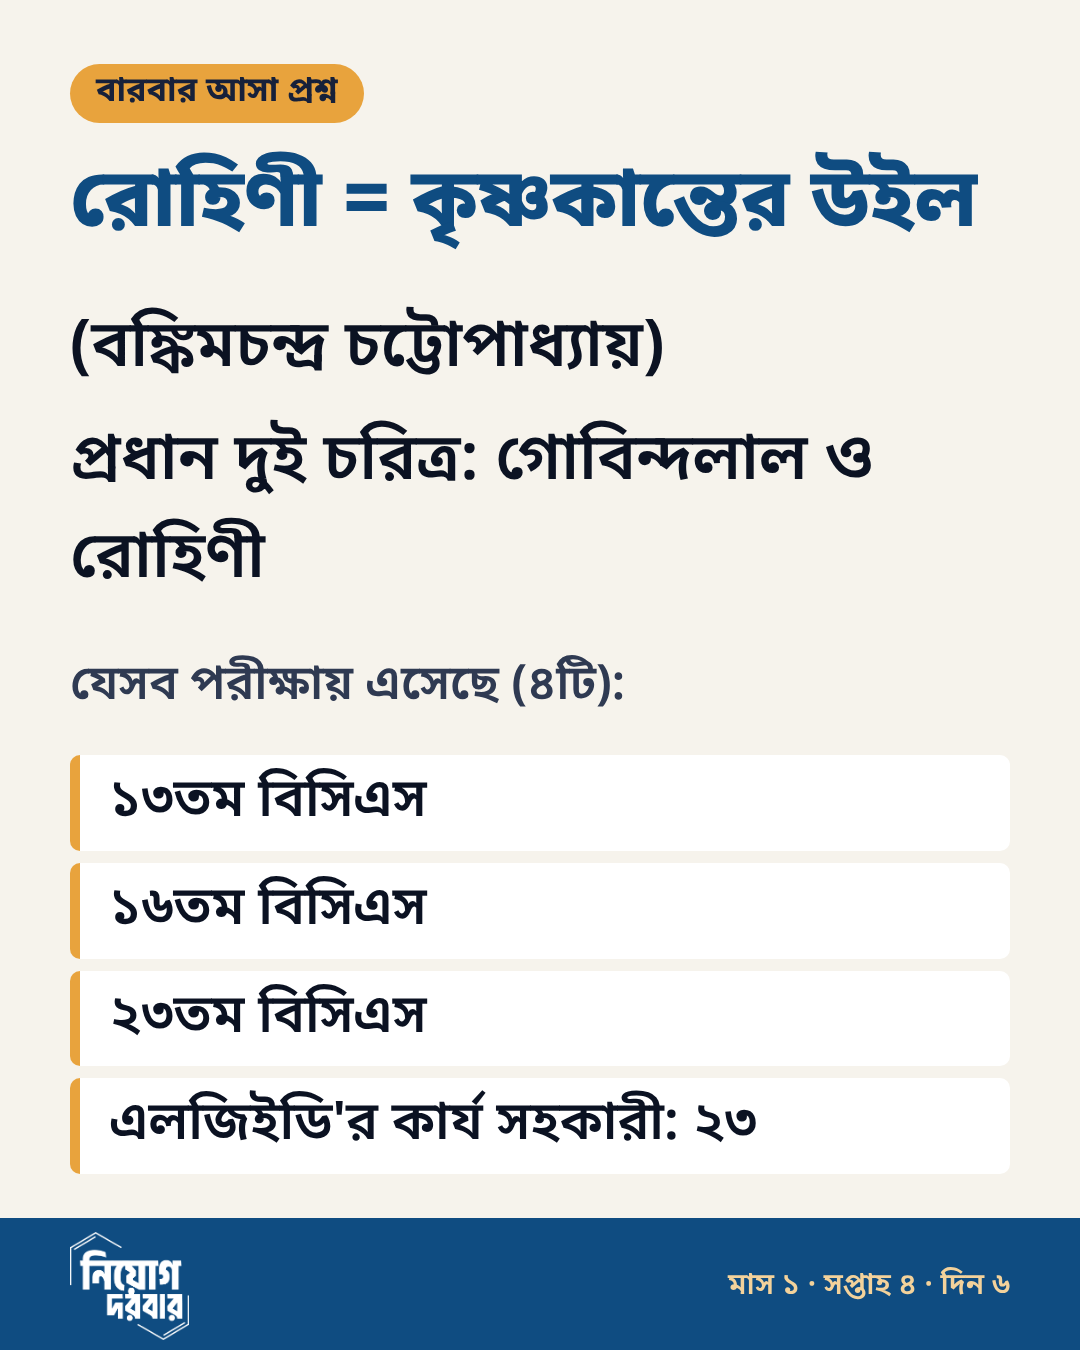 বারবার আসা প্রশ্ন
রোহিণী = কৃষ্ণকান্তের উইল
(বঙ্কিমচন্দ্র চট্টোপাধ্যায়)
প্রধান দুই চরিত্র: গোবিন্দলাল ও
রোহিণী
যেসব পরীক্ষায় এসেছে (৪টি):
১৩তম বিসিএস
১৬তম বিসিএস
২৩তম বিসিএস
এলজিইডি'র কার্য সহকারী: ২৩
নিয়োগ
দরবার
মাস ১ · সপ্তাহ ৪ · দিন ৬